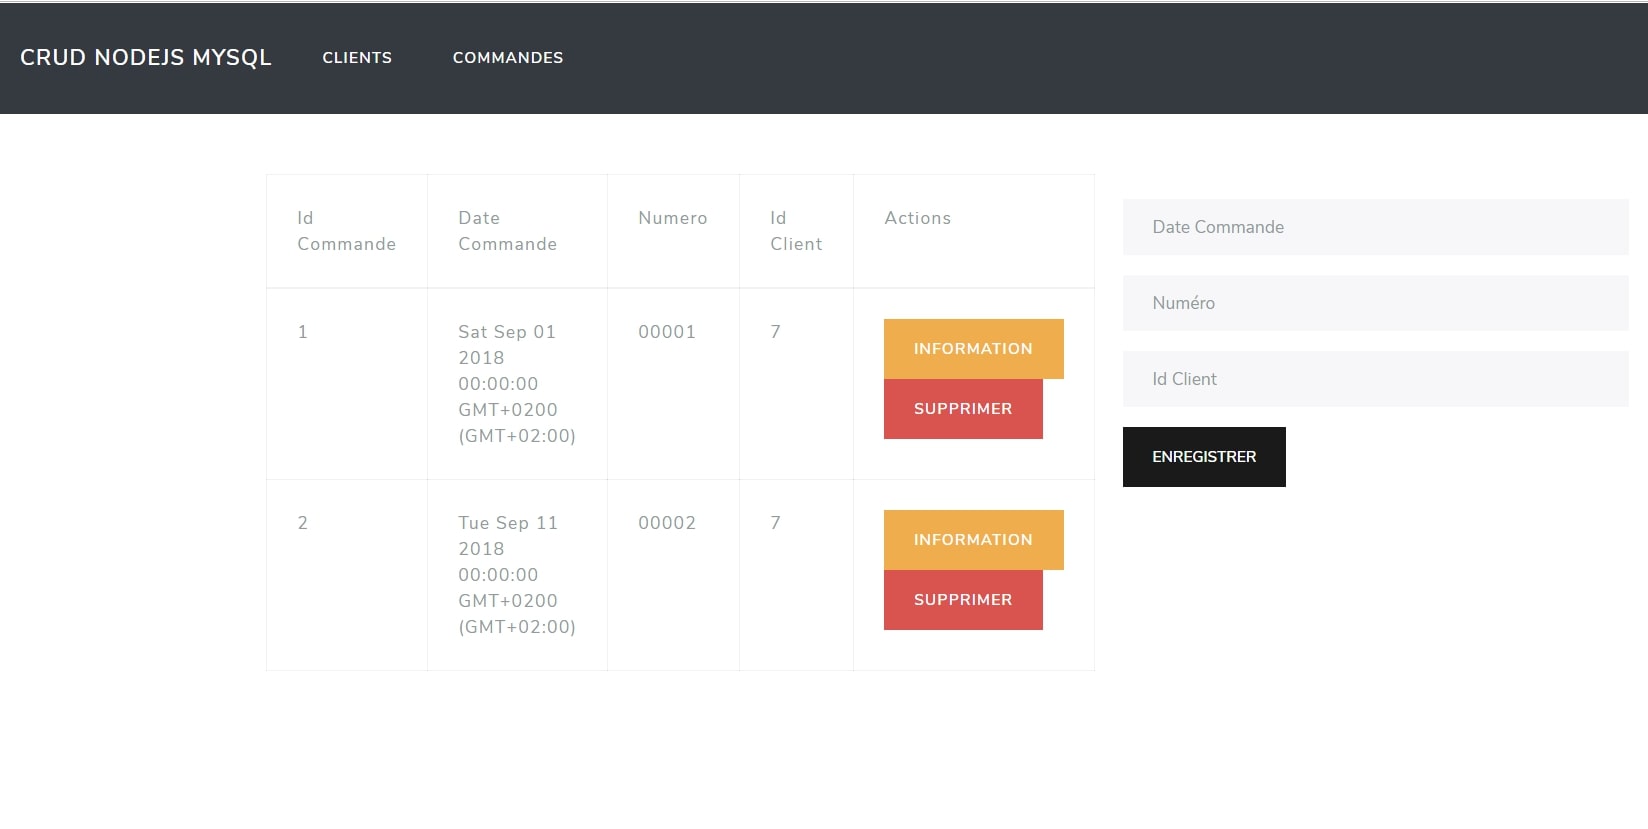 CRUD NODEJS MYSQL CLIENTS COMMANDES
Id Commande Date Commande Numero Id Client Actions
1 Sat Sep 01 2018 00:00:00 GMT+0200 (GMT+02:00) 00001 7 INFORMATION SUPPRIMER
2 Tue Sep 11 2018 00:00:00 GMT+0200 (GMT+02:00) 00002 7 INFORMATION SUPPRIMER
Date Commande
Numéro
Id Client
ENREGISTRER